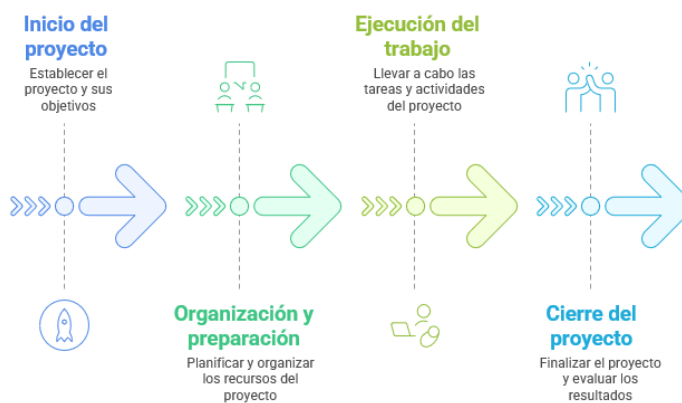 Inicio del
proyecto
Establecer el
proyecto y sus
objetivos
Organización y
preparación
Planificar y organizar
los recursos del
proyecto
Ejecución del
trabajo
Llevar a cabo las
tareas y actividades
del proyecto
Cierre del
proyecto
Finalizar el proyecto
y evaluar los
resultados